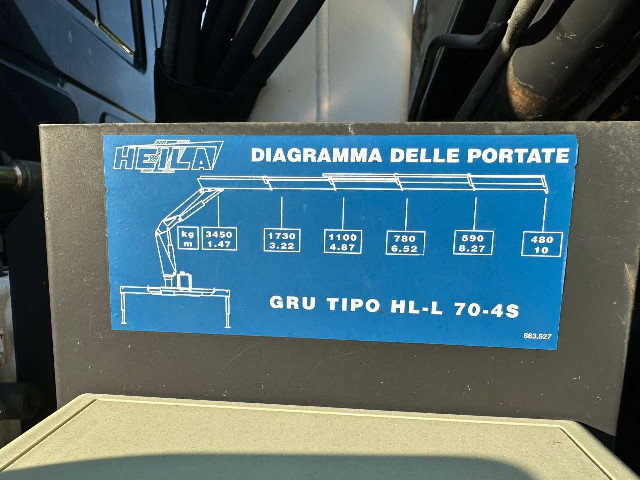 HEILA
DIAGRAMMA DELLE PORTATE
kg 3450 1730 1100 780 590 480
m 1.47 3.22 4.87 6.52 8.27 10
GRU TIPO HL-L 70-4S
863.627